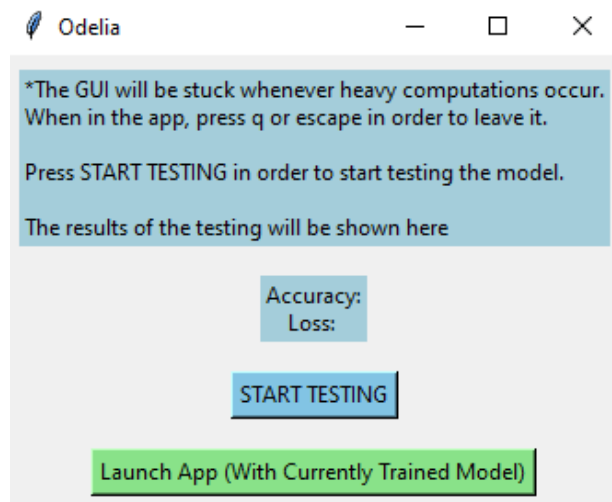 Odelia
*The GUI will be stuck whenever heavy computations occur.
When in the app, press q or escape in order to leave it.
Press START TESTING in order to start testing the model.
The results of the testing will be shown here
Accuracy:
Loss:
START TESTING
Launch App (With Currently Trained Model)